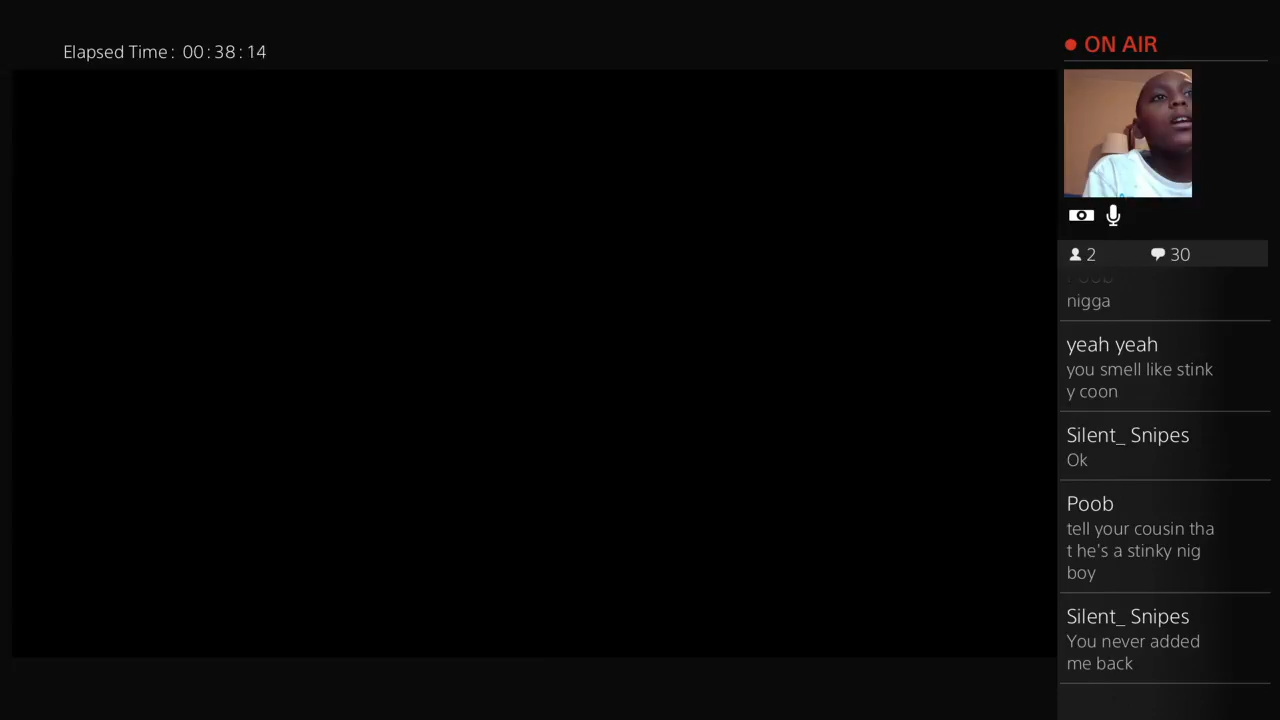 Elapsed Time: 00:38:14
ON AIR
2
30
Poob
nigga
yeah yeah
you smell like stink
y coon
Silent_ Snipes
Ok
Poob
tell your cousin tha
t he's a stinky nig
boy
Silent_ Snipes
You never added
me back